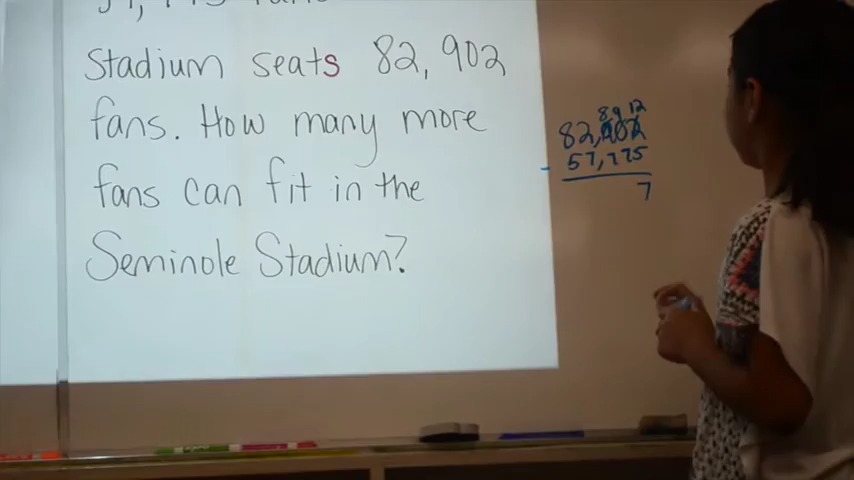 Stadium seats 82,902
fans. How many more
fans can fit in the
Seminole Stadium?
8 9 12
82,902
- 57,775
7